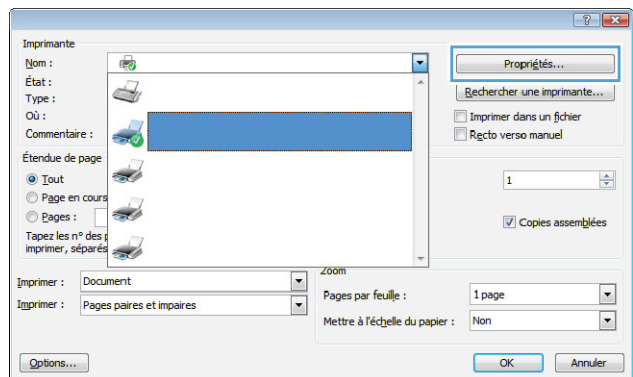 Imprimante
Nom :
Propriétés...
État :
Type :
Rechercher une imprimante...
Où :
Imprimer dans un fichier
Commentaire :
Recto verso manuel
Étendue de page
Tout
1
Page en cours
Pages :
Copies assemblées
Tapez les n° des
imprimer, séparés
Zoom
Imprimer : Document
Pages par feuille : 1 page
Imprimer : Pages paires et impaires
Mettre à l'échelle du papier : Non
Options...
OK
Annuler